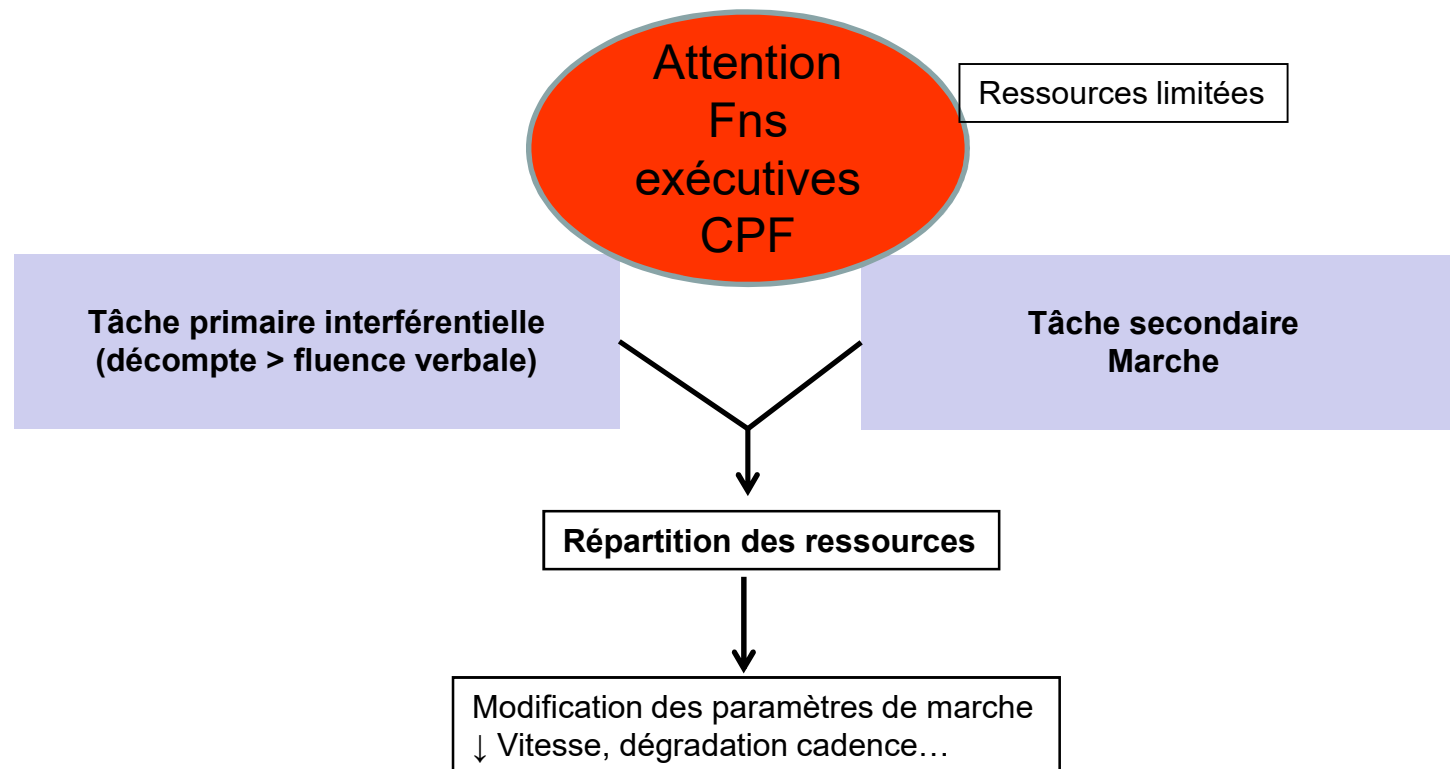 Attention
Fns
exécutives
CPF
Ressources limitées
Tâche primaire interférentielle
(décompte > fluence verbale)
Tâche secondaire
Marche
Répartition des ressources
Modification des paramètres de marche
↓ Vitesse, dégradation cadence…